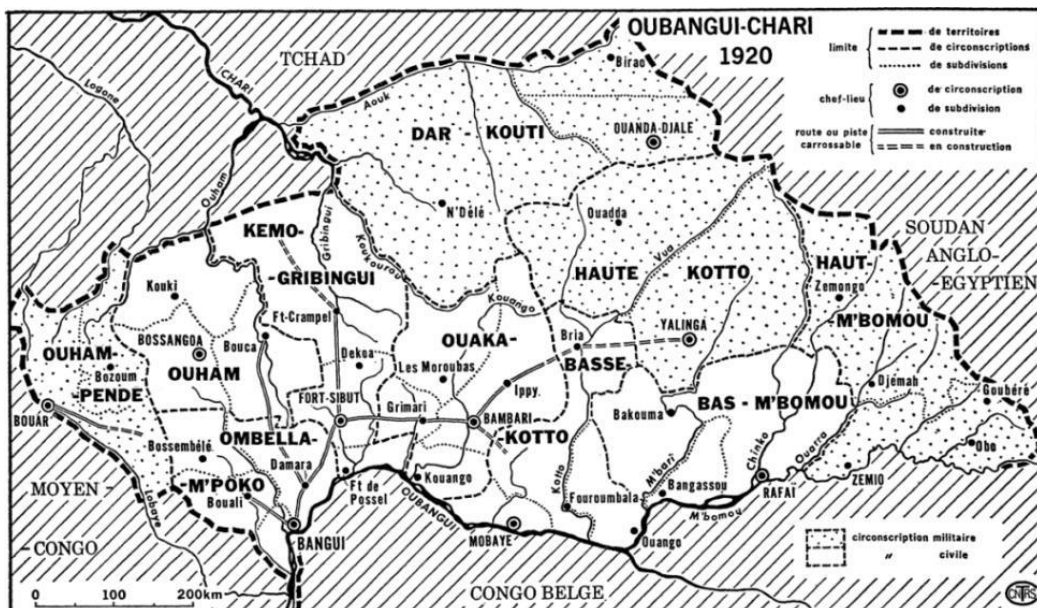 OUBANGUI-CHARI
1920
limite
de territoires
de circonscriptions
de subdivisions
chef-lieu
de circonscription
de subdivision
route ou piste
carrossable
construite
en construction
TCHAD
Logone
CHARI
Aouk
Birao
DAR - KOUTI
OUANDA-DJALE
Ouham
N'Délé
Ouadda
SOUDAN
ANGLO-
-EGYPTIEN
KEMO-
-GRIBINGUI
Gribingui
Koukourou
HAUTE
KOTTO
Vua
HAUT-
-M'BOMOU
Zemongo
Kouki
Ft-Crampel
Kouango
OUAKA-
BOSSANGOA
Bouca
Dekoa
Les Moroubas
Bria
YALINGA
BASSE-
-KOTTO
OUHAM-
-PENDE
Bozoum
OUHAM
Ippy
Djémah
Goubéré
BOUAR
FORT-SIBUT
Grimari
BAMBARI
Bakouma
BAS - M'BOMOU
OMBELLA-
M'POKO
Bossembélé
Damara
Bouali
Ft de
Possel
Kouango
OUBANGUI
Kotto
M'bari
Chinko
Ouarra
Obo
ZEMIO
RAFAI
Bangassou
M'bomou
Fouroumbala
MOYEN -
-CONGO
Lobaye
BANGUI
MOBAYE
Ouango
CONGO BELGE
circonscription militaire
" civile
0 100 200km
CNRS